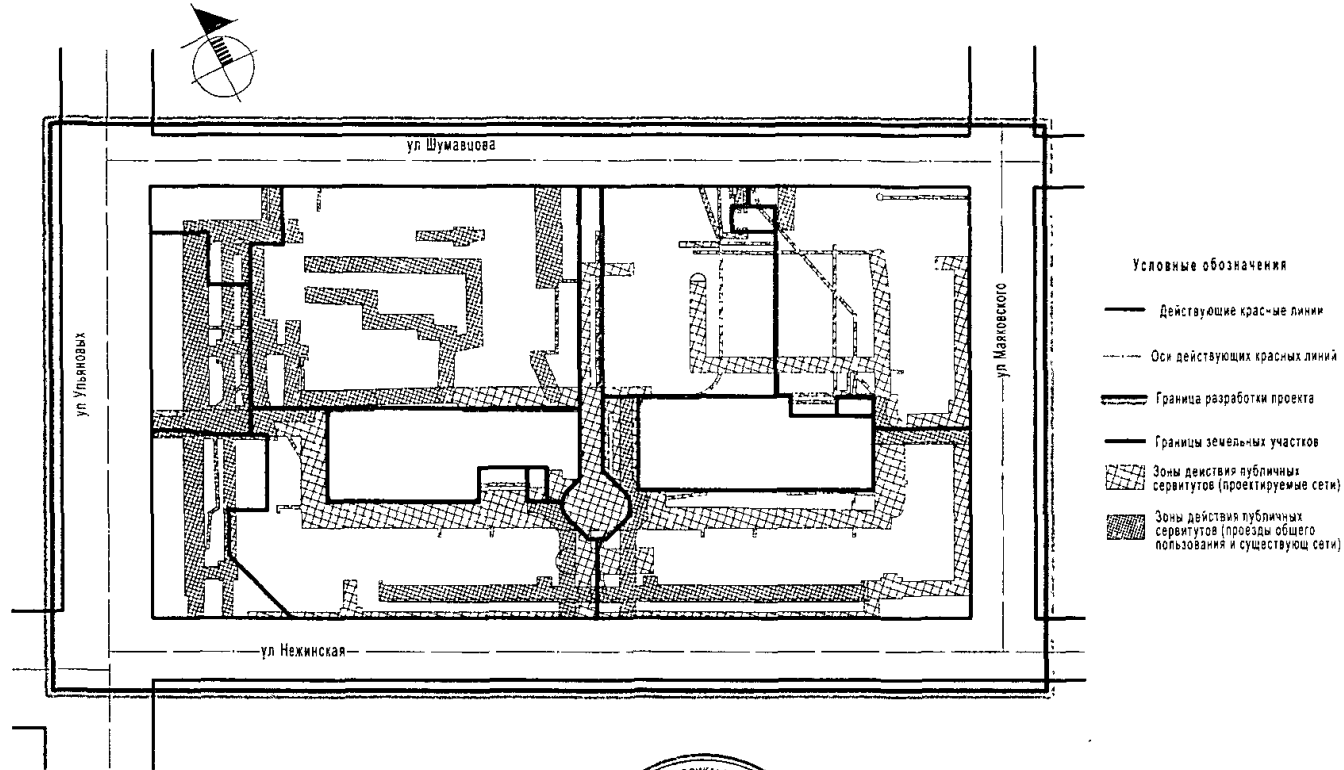 ул Шумавцова
ул Ульяновых
ул Маяковского
ул Нежинская
Условные обозначения
Действующие красные линии
Оси действующих красных линий
Граница разработки проекта
Границы земельных участков
Зоны действия публичных
сервитутов (проектируемые сети)
Зоны действия публичных
сервитутов (проезды общего
пользования и существующ сети)